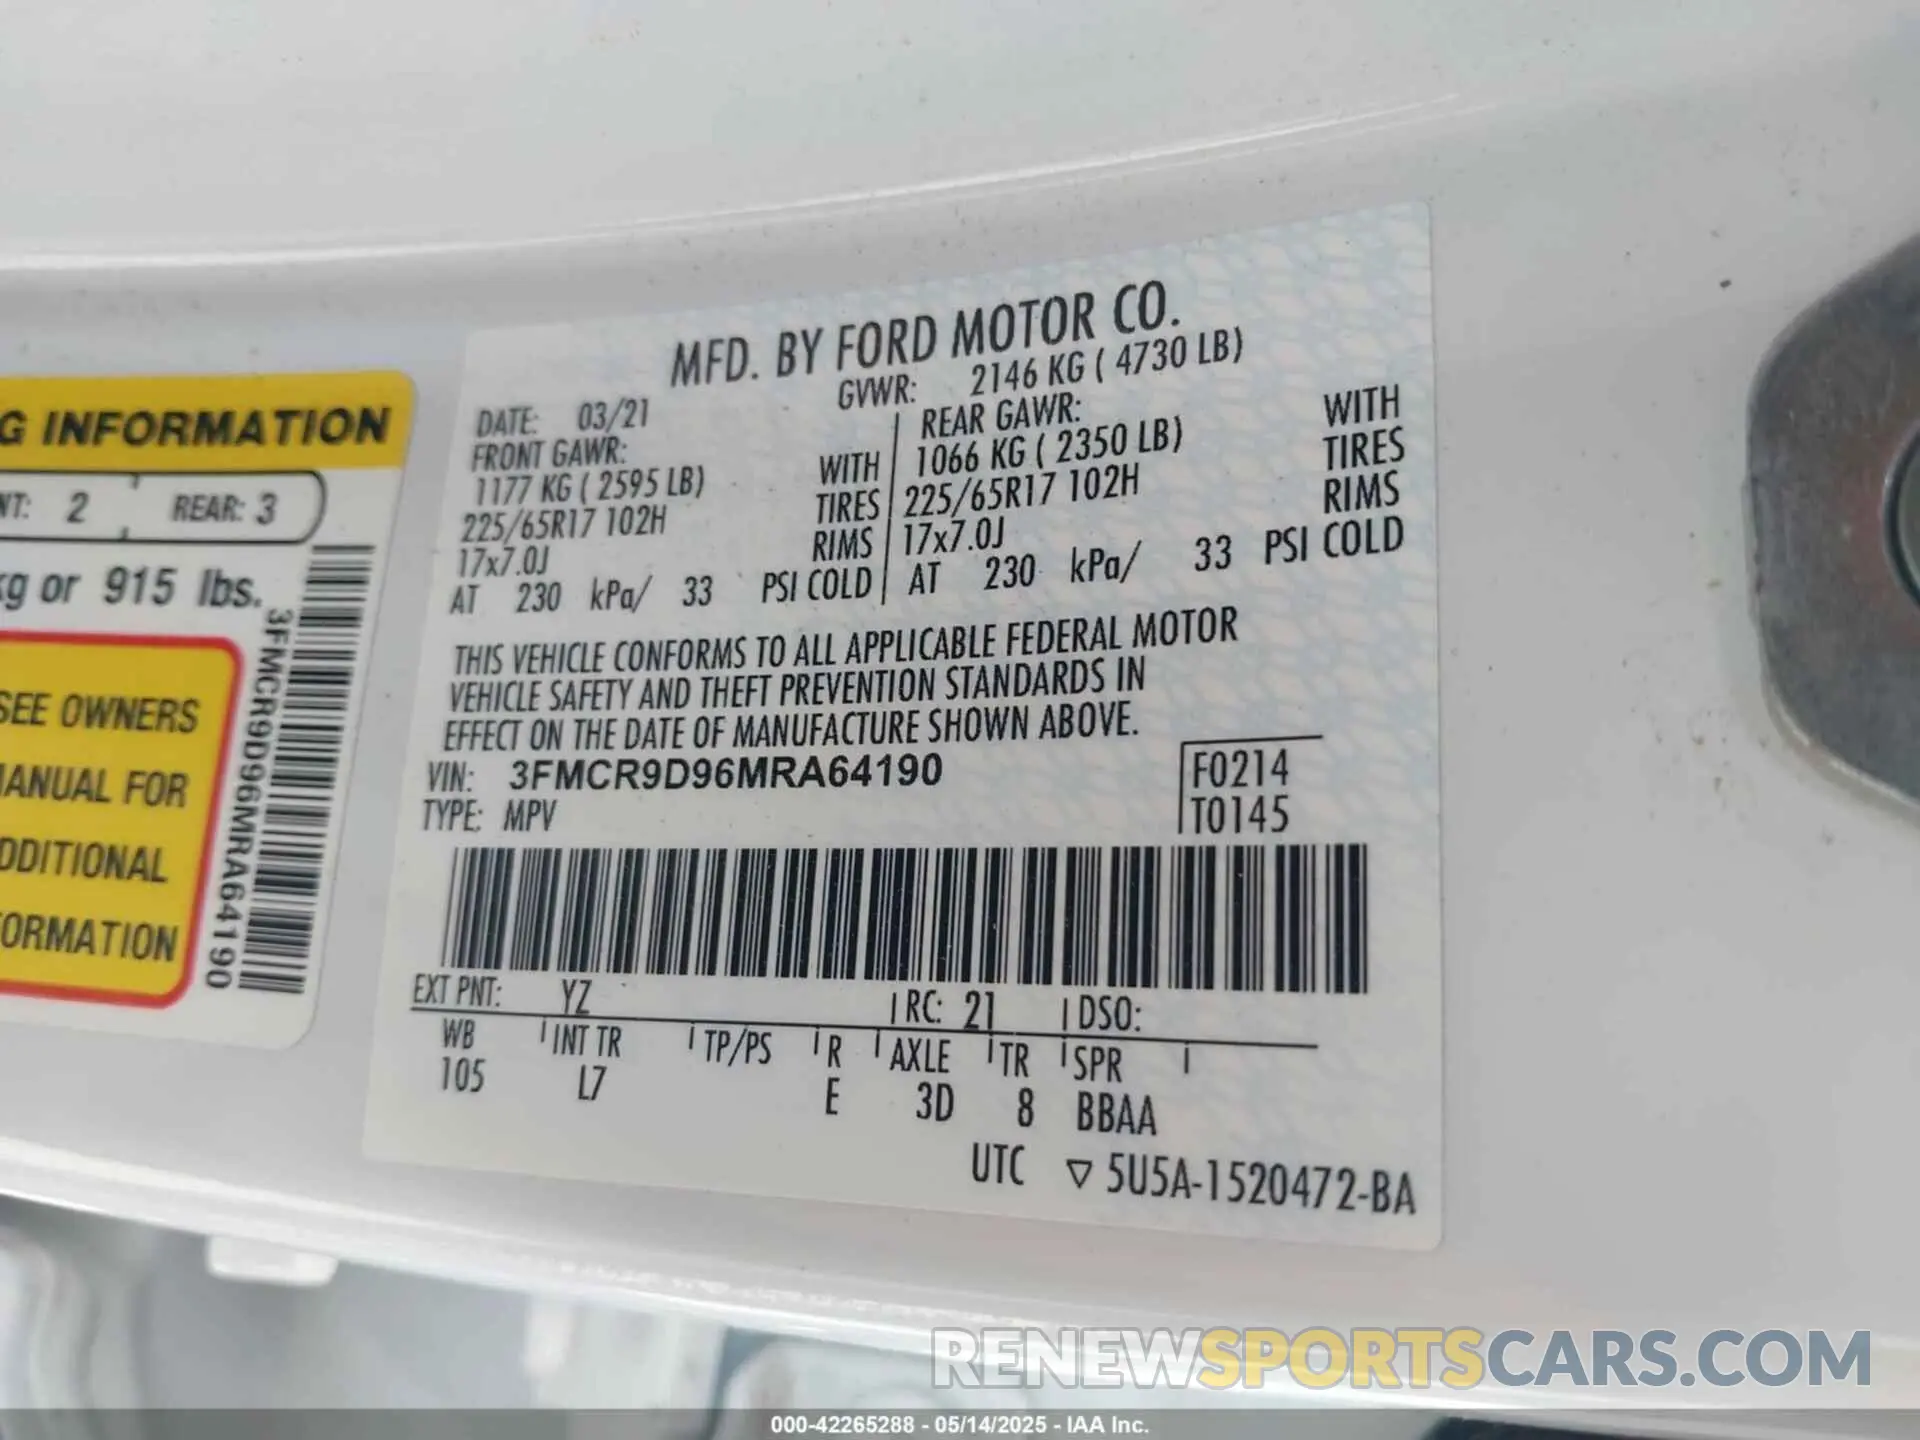 G INFORMATION
NT: 2 REAR: 3
kg or 915 lbs.
SEE OWNERS
MANUAL FOR
DDITIONAL
ORMATION
3FMCR9D96MRA64190
MFD. BY FORD MOTOR CO.
DATE: 03/21 GVWR: 2146 KG ( 4730 LB)
FRONT GAWR: REAR GAWR:
1177 KG ( 2595 LB) WITH 1066 KG ( 2350 LB) WITH
225/65R17 102H TIRES 225/65R17 102H TIRES
17x7.0J RIMS 17x7.0J RIMS
AT 230 kPa/ 33 PSI COLD AT 230 kPa/ 33 PSI COLD
THIS VEHICLE CONFORMS TO ALL APPLICABLE FEDERAL MOTOR
VEHICLE SAFETY AND THEFT PREVENTION STANDARDS IN
EFFECT ON THE DATE OF MANUFACTURE SHOWN ABOVE.
VIN: 3FMCR9D96MRA64190 F0214
TYPE: MPV T0145
EXT PNT: YZ RC: 21 DSO:
WB INT TR TP/PS R AXLE TR SPR
105 L7 E 3D 8 BBAA
UTC ▽ 5U5A-1520472-BA
RENEWSPORTSCARS.COM
000-42265288 - 05/14/2025 - IAA Inc.